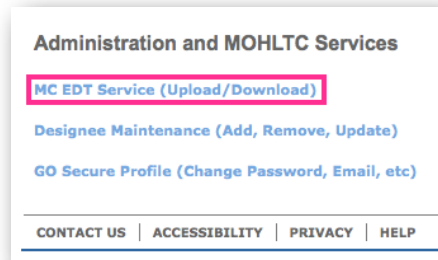 Administration and MOHLTC Services
MC EDT Service (Upload/Download)
Designee Maintenance (Add, Remove, Update)
GO Secure Profile (Change Password, Email, etc)
CONTACT US | ACCESSIBILITY | PRIVACY | HELP